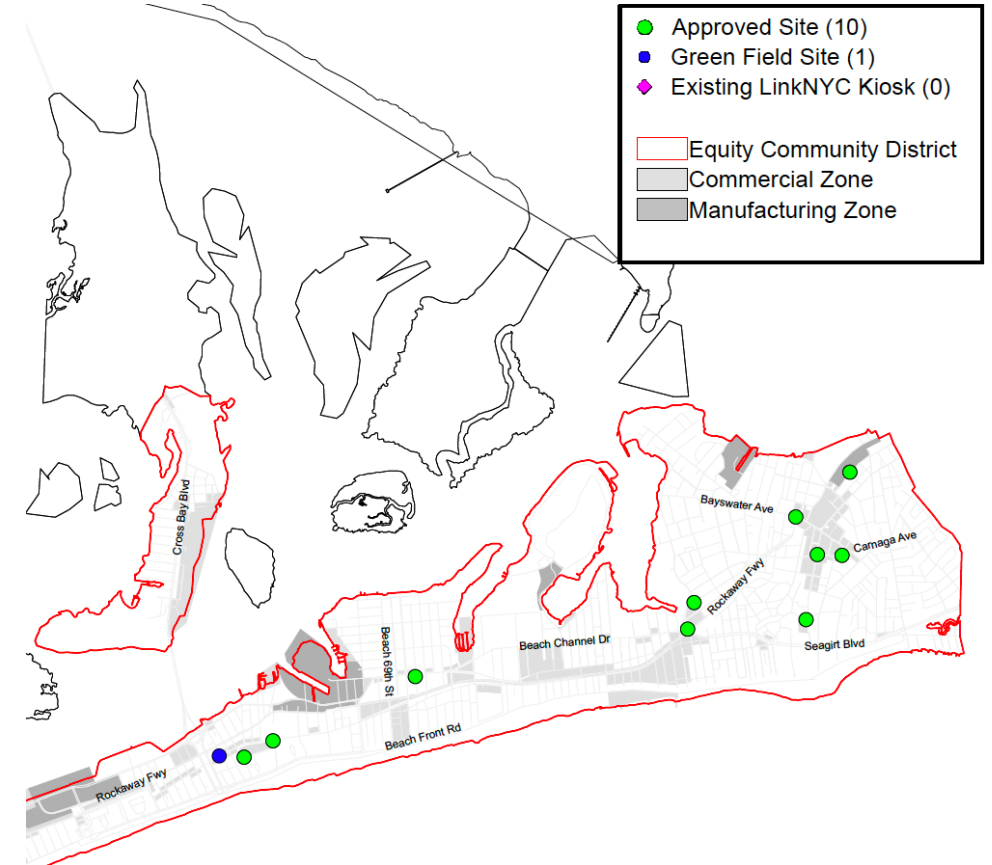 Approved Site (10)
Green Field Site (1)
Existing LinkNYC Kiosk (0)
Equity Community District
Commercial Zone
Manufacturing Zone
Cross Bay Blvd
Bayswater Ave
Carnaga Ave
Rockaway Fwy
Beach 69th St
Beach Channel Dr
Seagirt Blvd
Beach Front Rd
Rockaway Fwy